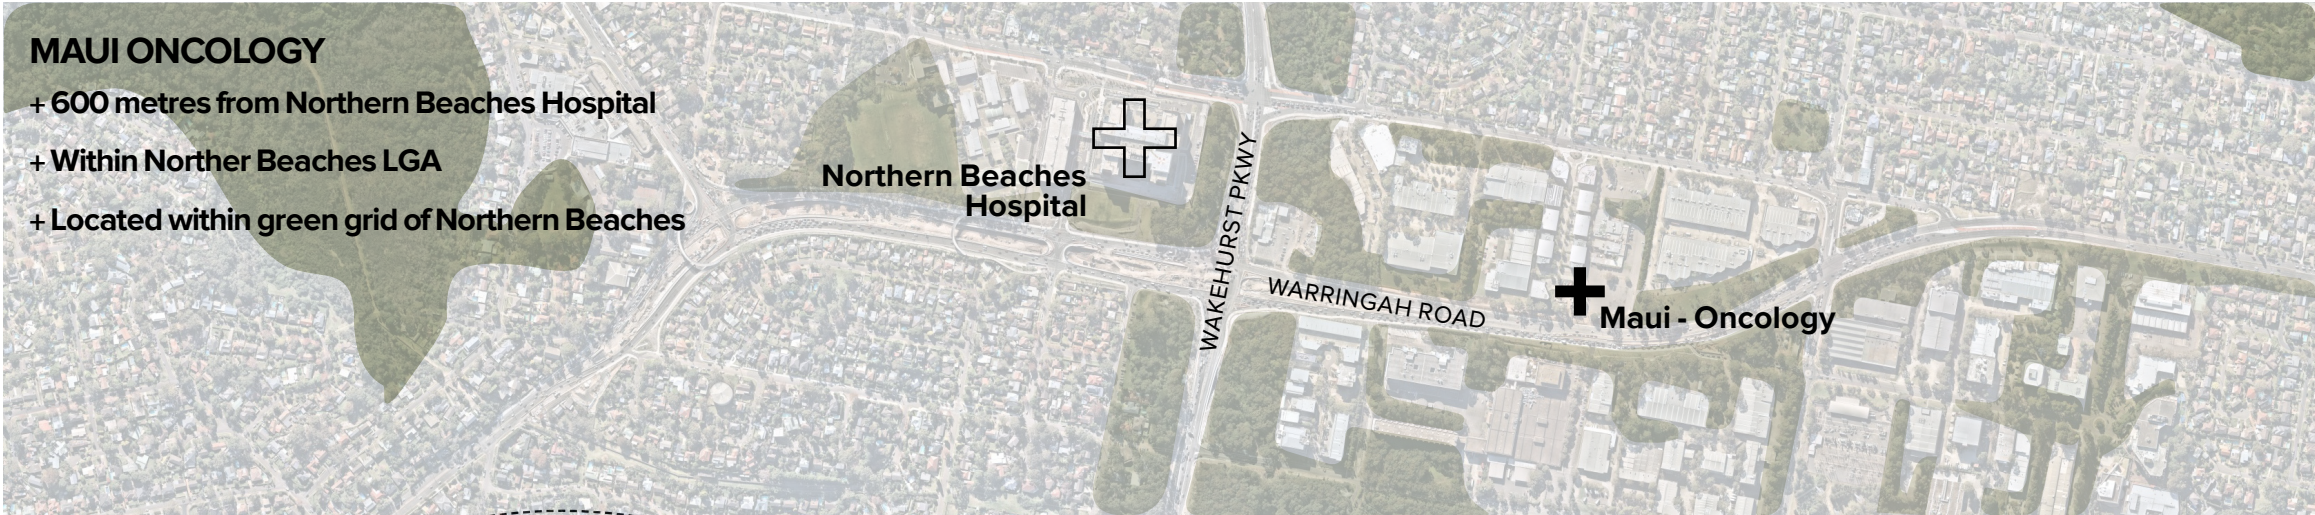 MAUI ONCOLOGY
+ 600 metres from Northern Beaches Hospital
+ Within Norther Beaches LGA
+ Located within green grid of Northern Beaches
Northern Beaches
Hospital
WAKEHURST PKWY
WARRINGAH ROAD
Maui - Oncology